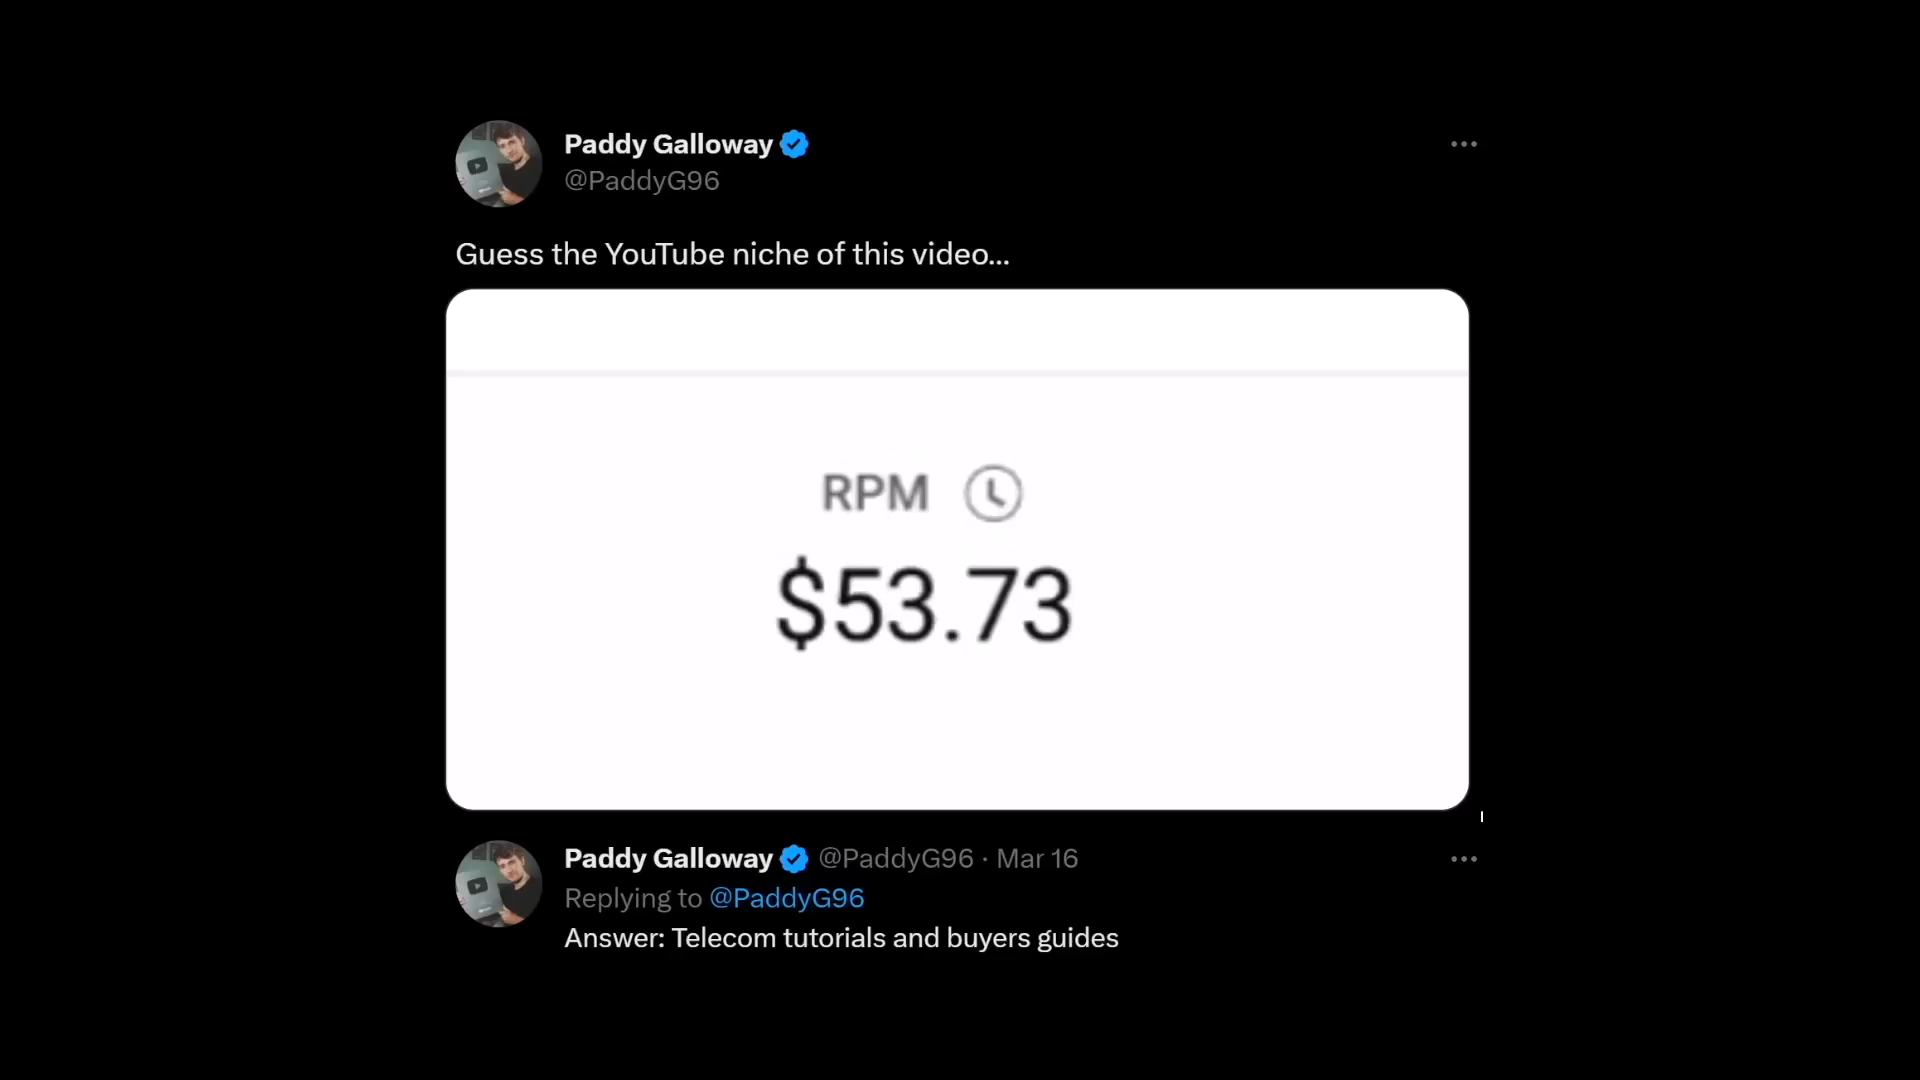 Paddy Galloway
@PaddyG96
Guess the YouTube niche of this video...
RPM
$53.73
Paddy Galloway @PaddyG96 · Mar 16
Replying to @PaddyG96
Answer: Telecom tutorials and buyers guides